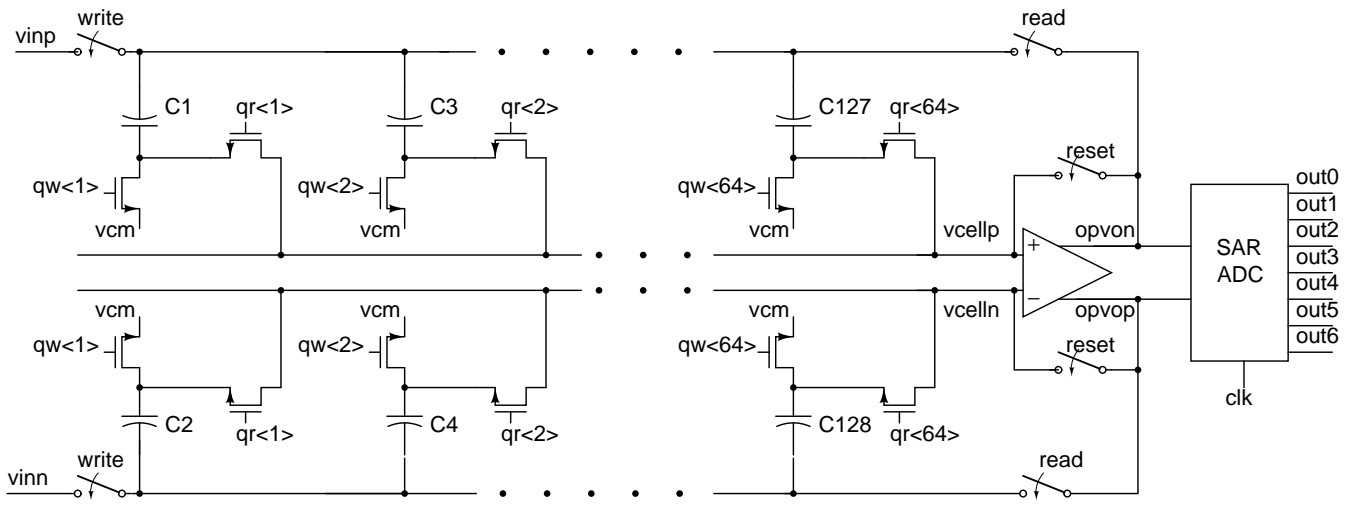 write
read
vinp
C1
qr<1>
C3
qr<2>
C127
qr<64>
reset
qw<1>
qw<2>
qw<64>
out0
vcm
vcm
vcm
vcellp
opvon
out1
+
SAR
ADC
out2
out3
−
vcelln
opvop
out4
vcm
vcm
vcm
out5
qw<1>
qw<2>
qw<64>
reset
out6
clk
C2
qr<1>
C4
qr<2>
C128
qr<64>
write
read
vinn